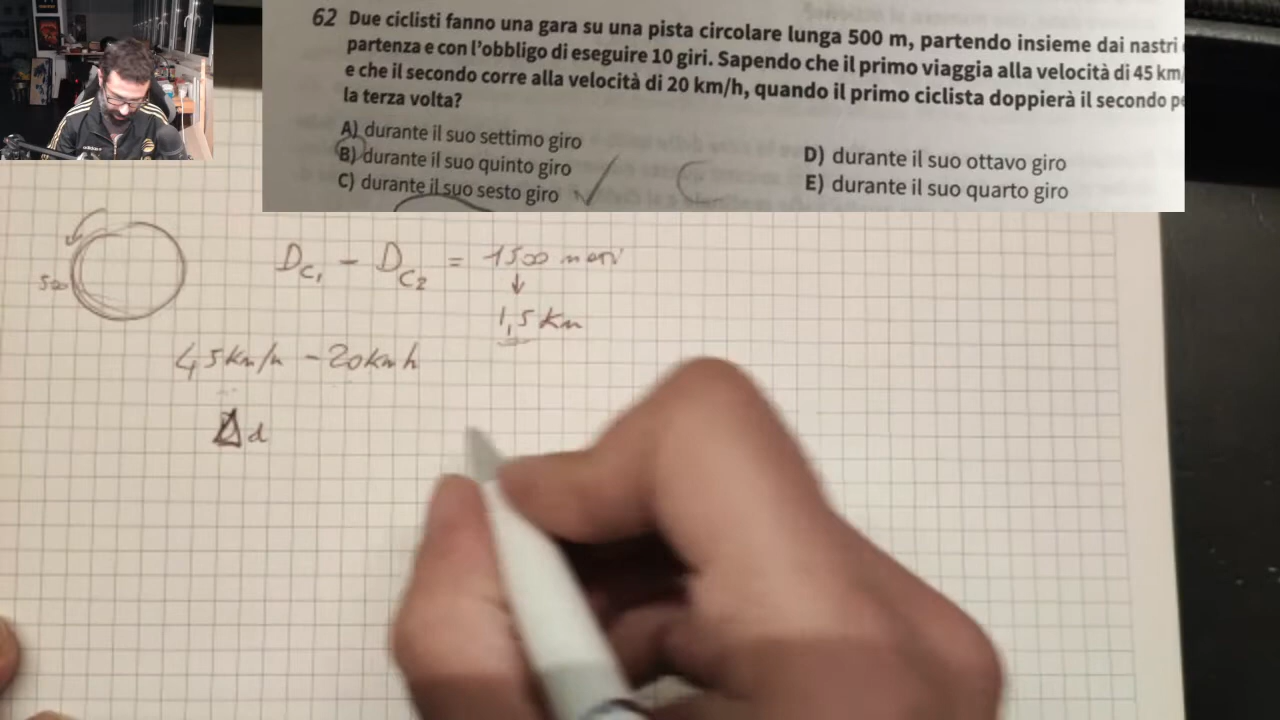 62 Due ciclisti fanno una gara su una pista circolare lunga 500 m, partendo insieme dai nastri
partenza e con l'obbligo di eseguire 10 giri. Sapendo che il primo viaggia alla velocità di 45 km/
e che il secondo corre alla velocità di 20 km/h, quando il primo ciclista doppierà il secondo pe
la terza volta?
A) durante il suo settimo giro
B) durante il suo quinto giro
C) durante il suo sesto giro
D) durante il suo ottavo giro
E) durante il suo quarto giro
500
DC1 - DC2 = 1500 metri
↓
1,5 Km
45 km/h - 20 km h
Δd